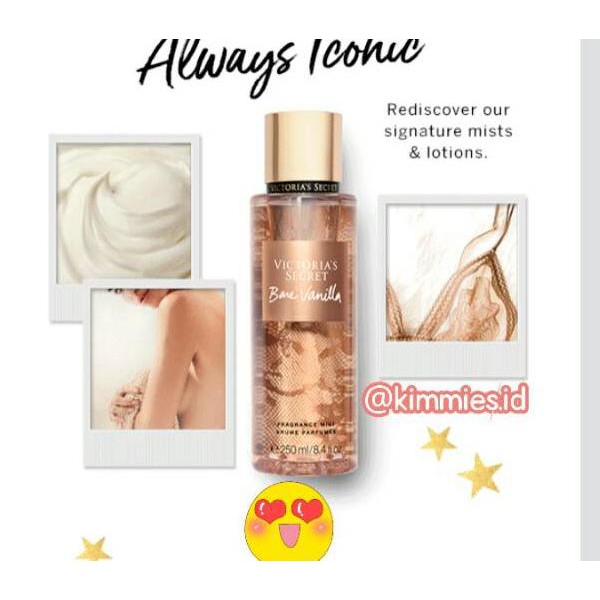 Always Iconic
Rediscover our
signature mists
& lotions.
VICTORIA'S SECRET
VICTORIA'S
SECRET
Bare Vanilla
FRAGRANCE MIST
BRUME PARFUMÉE
250 ml/8.4 fl oz
@kimmies.id